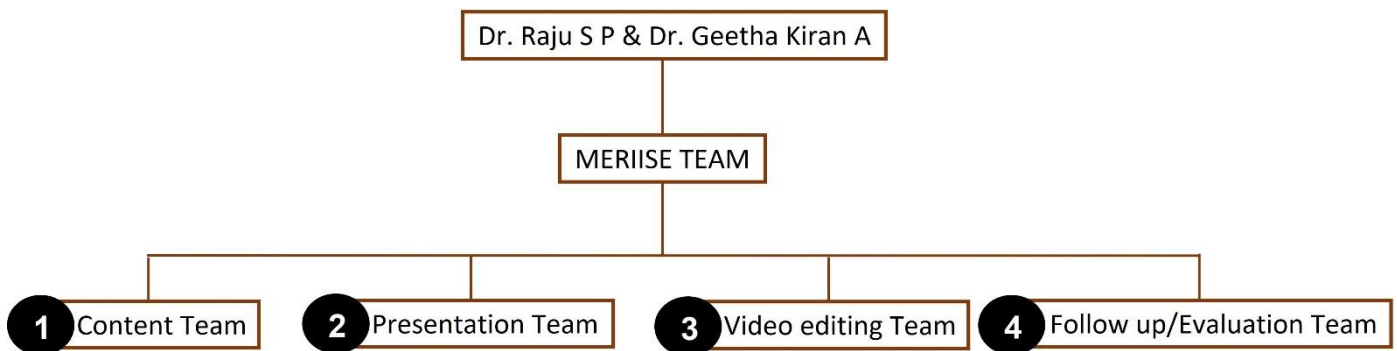 Dr. Raju S P & Dr. Geetha Kiran A
MERIISE TEAM
1 Content Team
2 Presentation Team
3 Video editing Team
4 Follow up/Evaluation Team